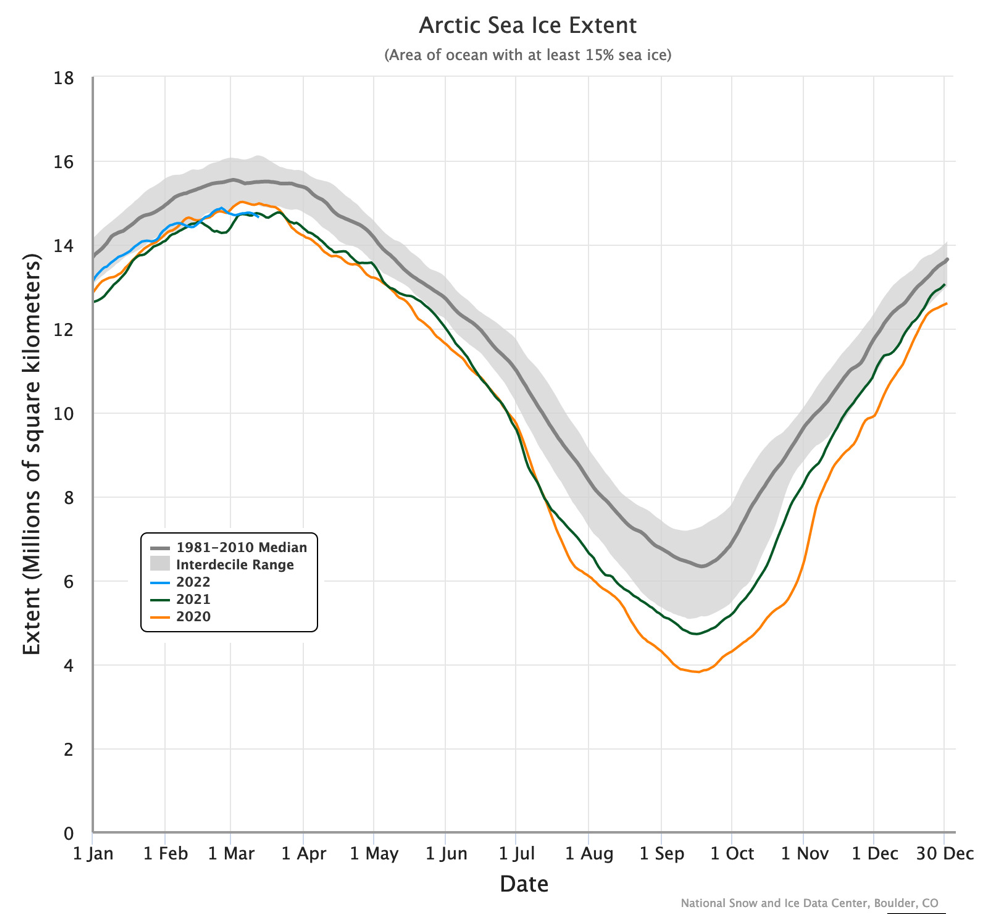 Arctic Sea Ice Extent
(Area of ocean with at least 15% sea ice)
Extent (Millions of square kilometers)
18
16
14
12
10
8
6
4
2
0
1981-2010 Median
Interdecile Range
2022
2021
2020
1 Jan 1 Feb 1 Mar 1 Apr 1 May 1 Jun 1 Jul 1 Aug 1 Sep 1 Oct 1 Nov 1 Dec 30 Dec
Date
National Snow and Ice Data Center, Boulder, CO